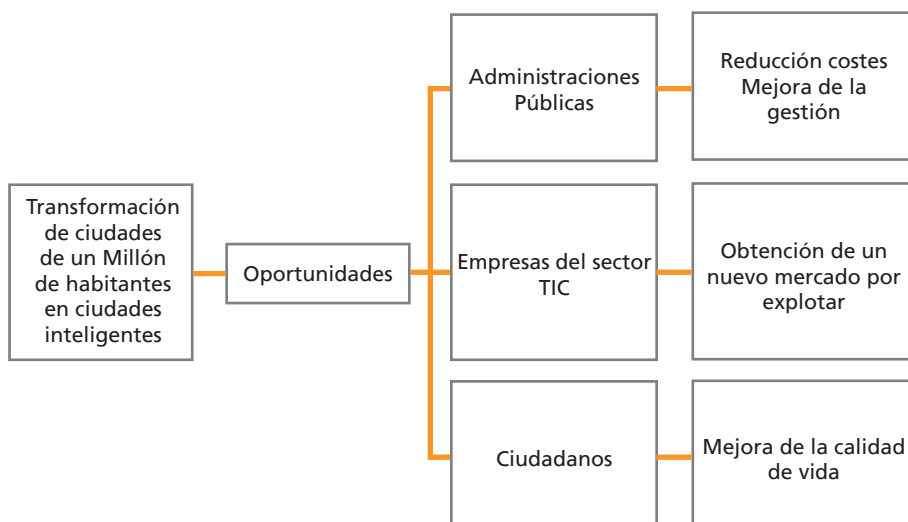 Transformación
de ciudades
de un Millón
de habitantes
en ciudades
inteligentes
Oportunidades
Administraciones
Públicas
Reducción costes
Mejora de la
gestión
Empresas del sector
TIC
Obtención de un
nuevo mercado por
explotar
Ciudadanos
Mejora de la calidad
de vida